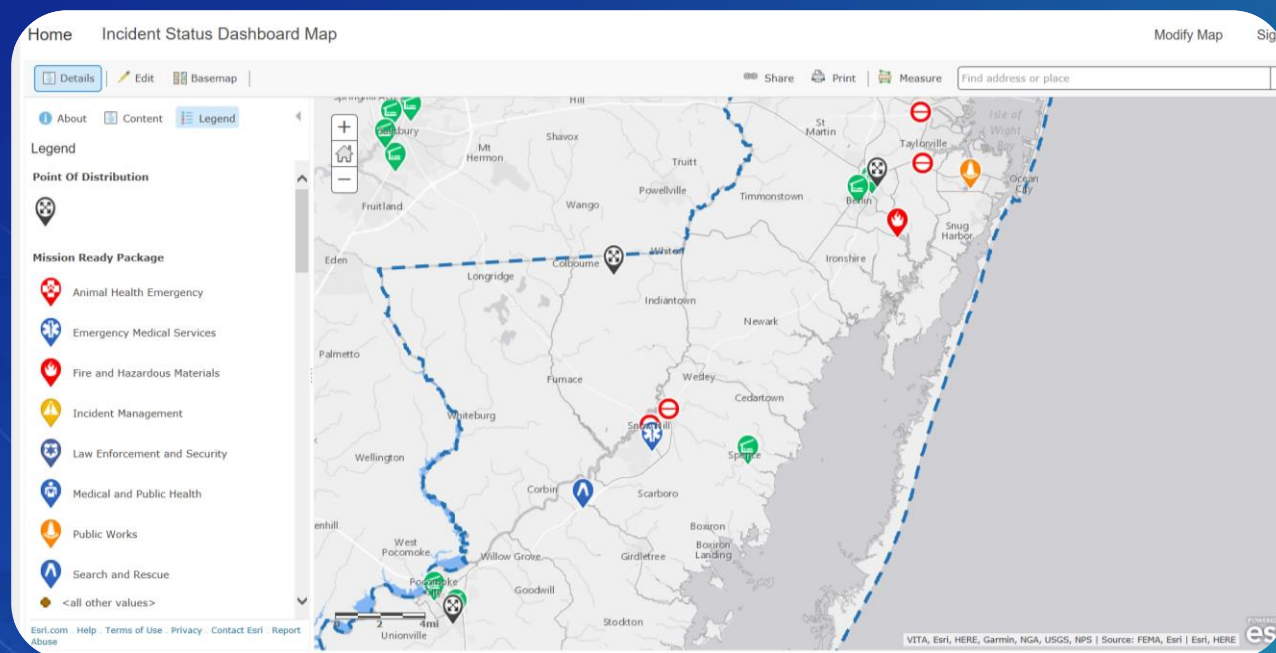 Home Incident Status Dashboard Map Modify Map
Details Edit Basemap Share Print Measure Find address or place
About Content Legend
Legend
Point Of Distribution
Mission Ready Package
Animal Health Emergency
Emergency Medical Services
Fire and Hazardous Materials
Incident Management
Law Enforcement and Security
Medical and Public Health
Public Works
Search and Rescue
<all other values>
Esri.com Help Terms of Use Privacy Contact Esri Report
Abuse
Hill
Shavox
Mt
Hermon
Truitt
Powellville
Fruitland
Wango
Eden
Colbourne
Whiton
Longridge
St
Martin
Taylorville
Isle of
Wight
Bay
Ocean
City
Timmonstown
Berlin
Snug
Harbor
Ironshire
Indiantown
Newark
Palmetto
Furnace
Wesley
Cedartown
Whiteburg
Wellington
Corbin
Scarboro
Boxiron
Boxiron
Landing
West
Pocomoke
Willow Grove
Girdletree
Goodwill
Stockton
Unionville
2 4mi
VITA, Esri, HERE, Garmin, NGA, USGS, NPS | Source: FEMA, Esri | Esri, HERE